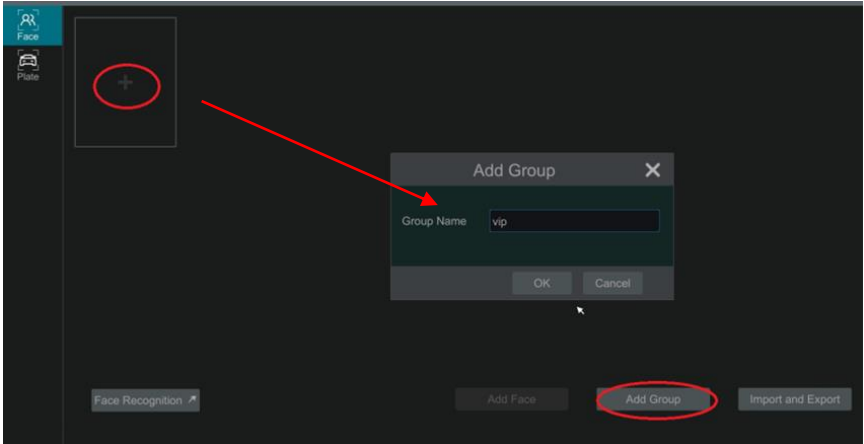 Face
Plate
Add Group
Group Name vip
OK Cancel
Face Recognition
Add Face Add Group Import and Export